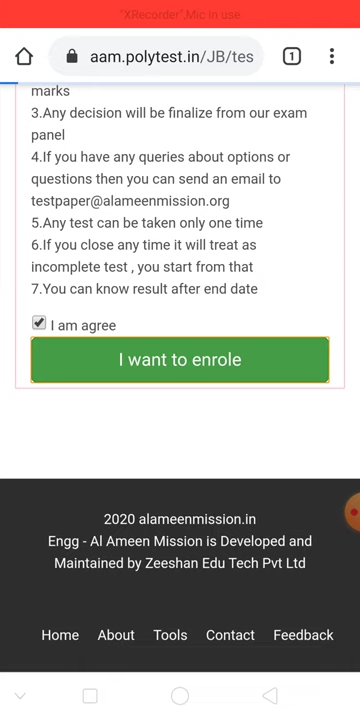 "XRecorder",Mic in use
aam.polytest.in/JB/tes
1
marks
3.Any decision will be finalize from our exam
panel
4.If you have any queries about options or
questions then you can send an email to
testpaper@alameenmission.org
5.Any test can be taken only one time
6.If you close any time it will treat as
incomplete test , you start from that
7.You can know result after end date
I am agree
I want to enrole
2020 alameenmission.in
Engg - Al Ameen Mission is Developed and
Maintained by Zeeshan Edu Tech Pvt Ltd
Home About Tools Contact Feedback